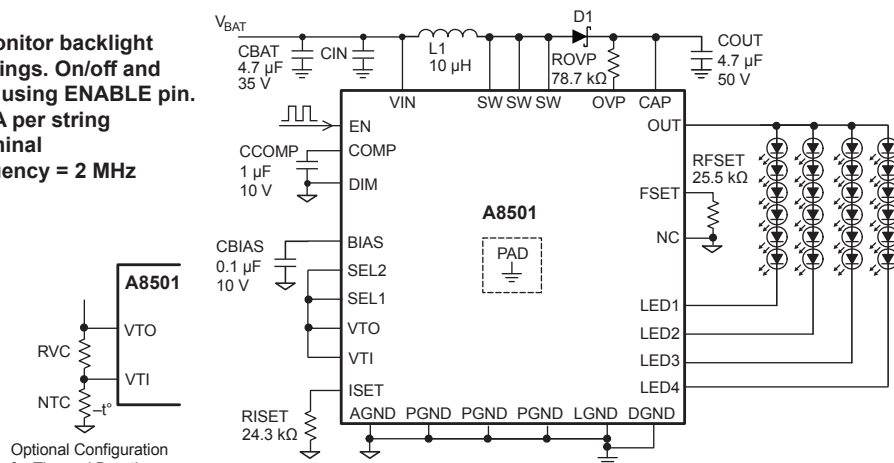 onitor backlight
ings. On/off and
using ENABLE pin.
A per string
minal
uency = 2 MHz
VBAT
CBAT
4.7 µF
35 V
CIN
L1
10 µH
D1
ROVP
78.7 kΩ
COUT
4.7 µF
50 V
VIN
SW SW SW
OVP
CAP
EN
OUT
CCOMP
1 µF
10 V
COMP
DIM
RFSET
25.5 kΩ
FSET
NC
A8501
PAD
CBIAS
0.1 µF
10 V
BIAS
SEL2
SEL1
VTO
VTI
ISET
LED1
LED2
LED3
LED4
RISET
24.3 kΩ
AGND PGND PGND PGND LGND DGND
A8501
VTO
RVC
VTI
NTC
–t°
Optional Configuration